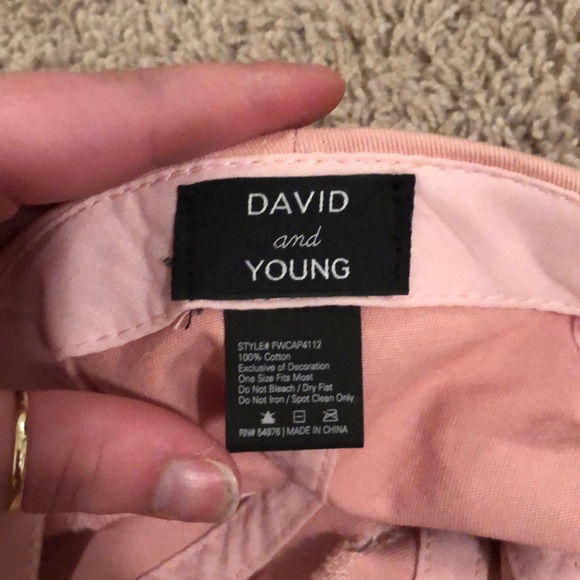 DAVID
and
YOUNG
STYLE# FWCAP4112
100% Cotton
Exclusive of Decoration
One Size Fits Most
Do Not Bleach / Dry Flat
Do Not Iron / Spot Clean Only
RN# 54976 | MADE IN CHINA